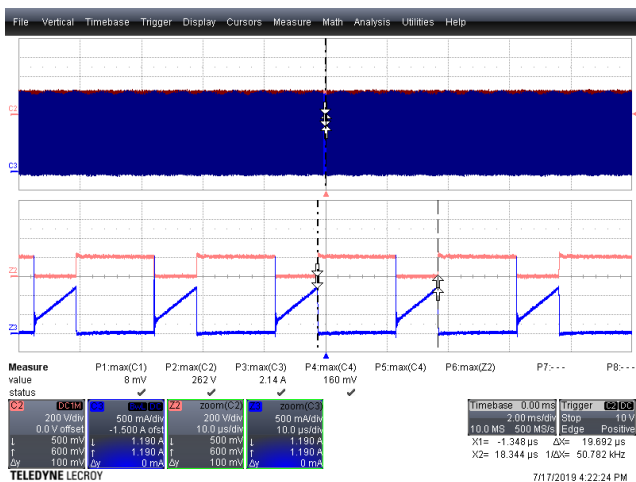 File Vertical Timebase Trigger Display Cursors Measure Math Analysis Utilities Help
C2
C3
Z2
Z3
Measure P1:max(C1) P2:max(C2) P3:max(C3) P4:max(C4) P5:max(C4) P6:max(Z2) P7:--- P8:---
value 8 mV 262 V 2.14 A 160 mV
status
C2 DC1M
200 V/div
0.0 V offset
500 mV
600 mV
Δy 100 mV
500 mA/div
-1.500 A ofst
1.190 A
1.190 A
Δy 0 mA
Z2 zoom(C2)
200 V/div
10.0 µs/div
500 mV
600 mV
Δy 100 mV
zoom(C3)
500 mA/div
10.0 µs/div
1.190 A
1.190 A
Δy 0 mA
Timebase 0.00 ms
2.00 ms/div
10.0 MS 500 MS/s
Trigger C2 DC
Stop 10 V
Edge Positive
X1= -1.348 µs ΔX= 19.692 µs
X2= 18.344 µs 1/ΔX= 50.782 kHz
TELEDYNE LECROY
7/17/2019 4:22:24 PM